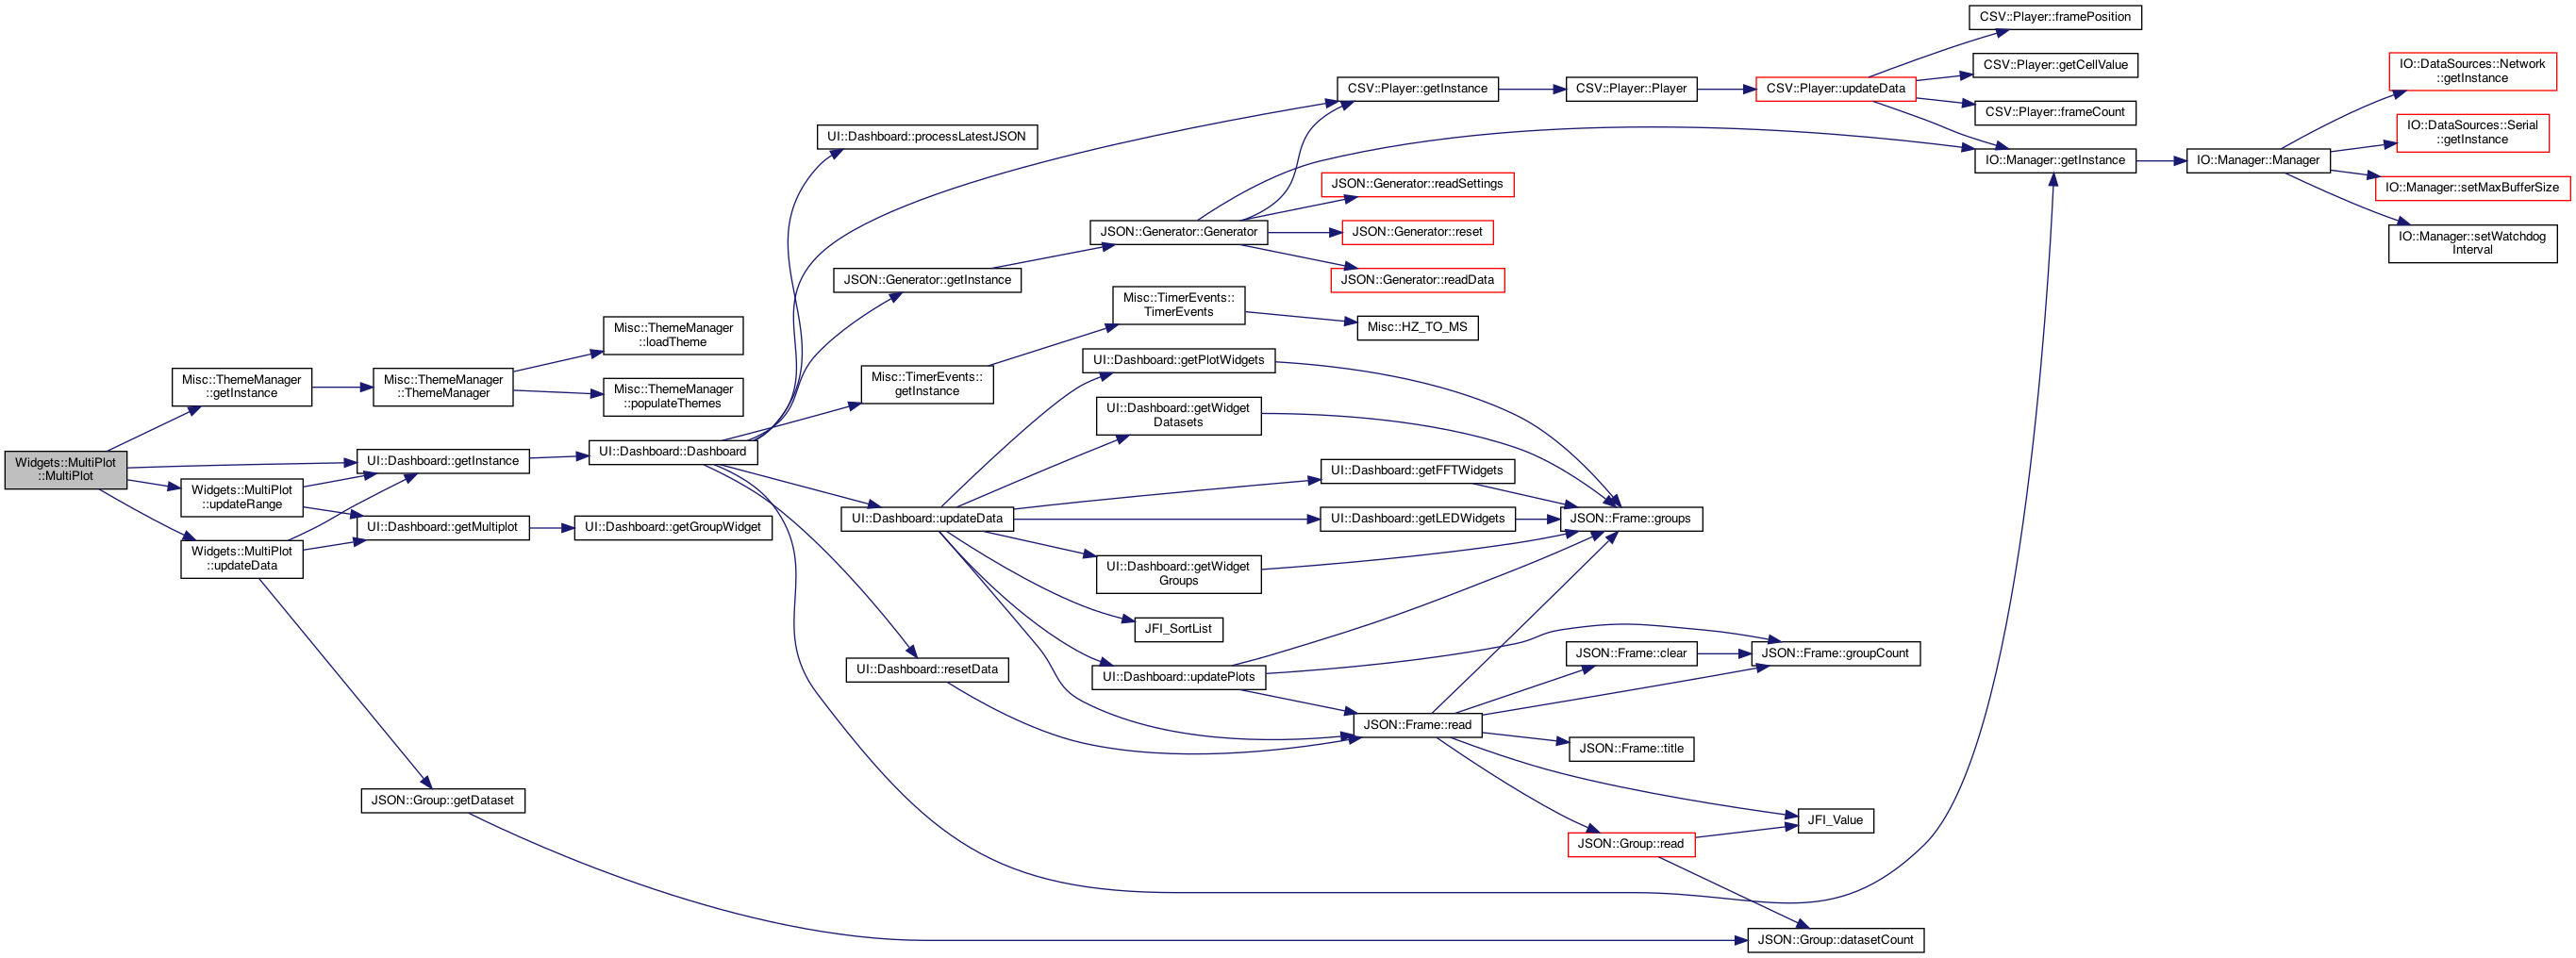 Widgets::MultiPlot
::MultiPlot
Misc::ThemeManager
::getInstance
Misc::ThemeManager
::ThemeManager
Misc::ThemeManager
::loadTheme
Misc::ThemeManager
::populateThemes
UI::Dashboard::getInstance
Widgets::MultiPlot
::updateRange
UI::Dashboard::getMultiplot
UI::Dashboard::getGroupWidget
Widgets::MultiPlot
::updateData
JSON::Group::getDataset
UI::Dashboard::Dashboard
UI::Dashboard::processLatestJSON
JSON::Generator::getInstance
Misc::TimerEvents::
getInstance
UI::Dashboard::updateData
UI::Dashboard::resetData
JSON::Generator::Generator
Misc::TimerEvents::
TimerEvents
UI::Dashboard::getPlotWidgets
UI::Dashboard::getWidget
Datasets
UI::Dashboard::getFFTWidgets
UI::Dashboard::getLEDWidgets
UI::Dashboard::getWidget
Groups
JFI_SortList
UI::Dashboard::updatePlots
CSV::Player::getInstance
JSON::Generator::readSettings
JSON::Generator::reset
JSON::Generator::readData
Misc::HZ_TO_MS
JSON::Frame::read
CSV::Player::Player
JSON::Frame::groups
JSON::Frame::clear
JSON::Frame::title
JSON::Group::read
CSV::Player::updateData
JSON::Frame::groupCount
JFI_Value
JSON::Group::datasetCount
CSV::Player::framePosition
CSV::Player::getCellValue
CSV::Player::frameCount
IO::Manager::getInstance
IO::Manager::Manager
IO::DataSources::Network
::getInstance
IO::DataSources::Serial
::getInstance
IO::Manager::setMaxBufferSize
IO::Manager::setWatchdog
Interval